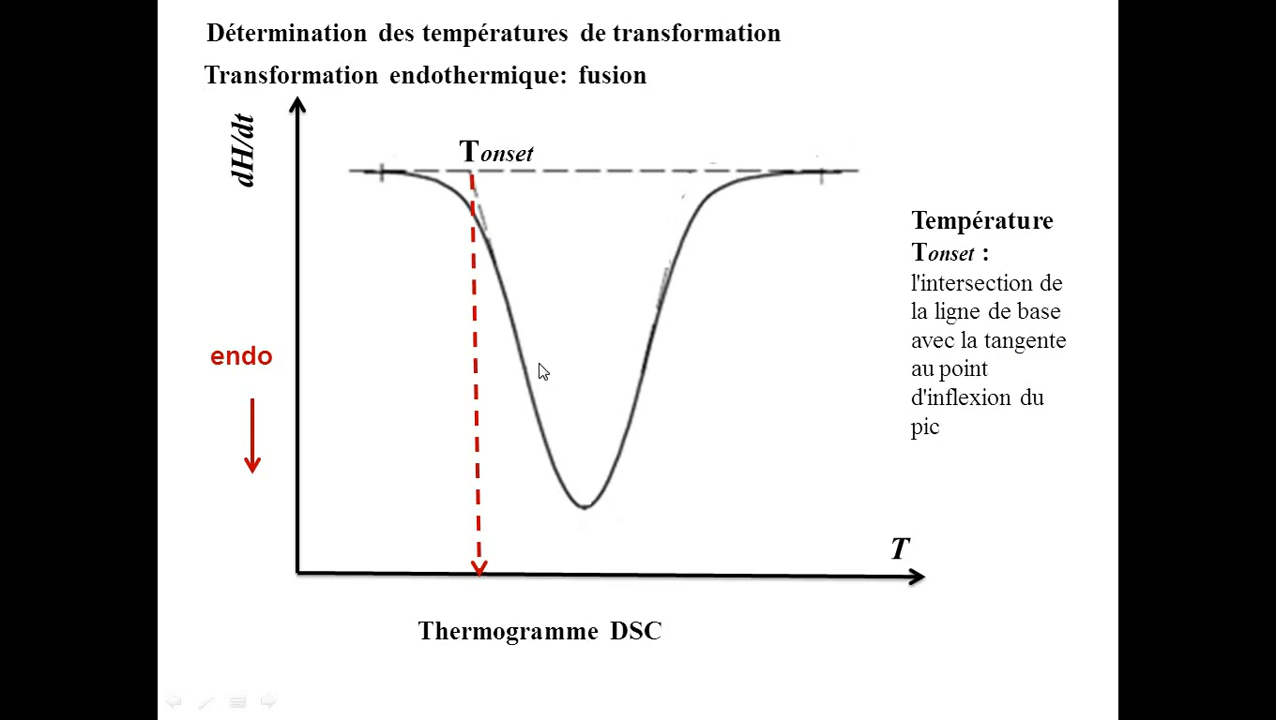 Détermination des températures de transformation
Transformation endothermique: fusion
dH/dt
Tonset
Température
Tonset :
l'intersection de
la ligne de base
avec la tangente
au point
d'inflexion du
pic
endo
T
Thermogramme DSC